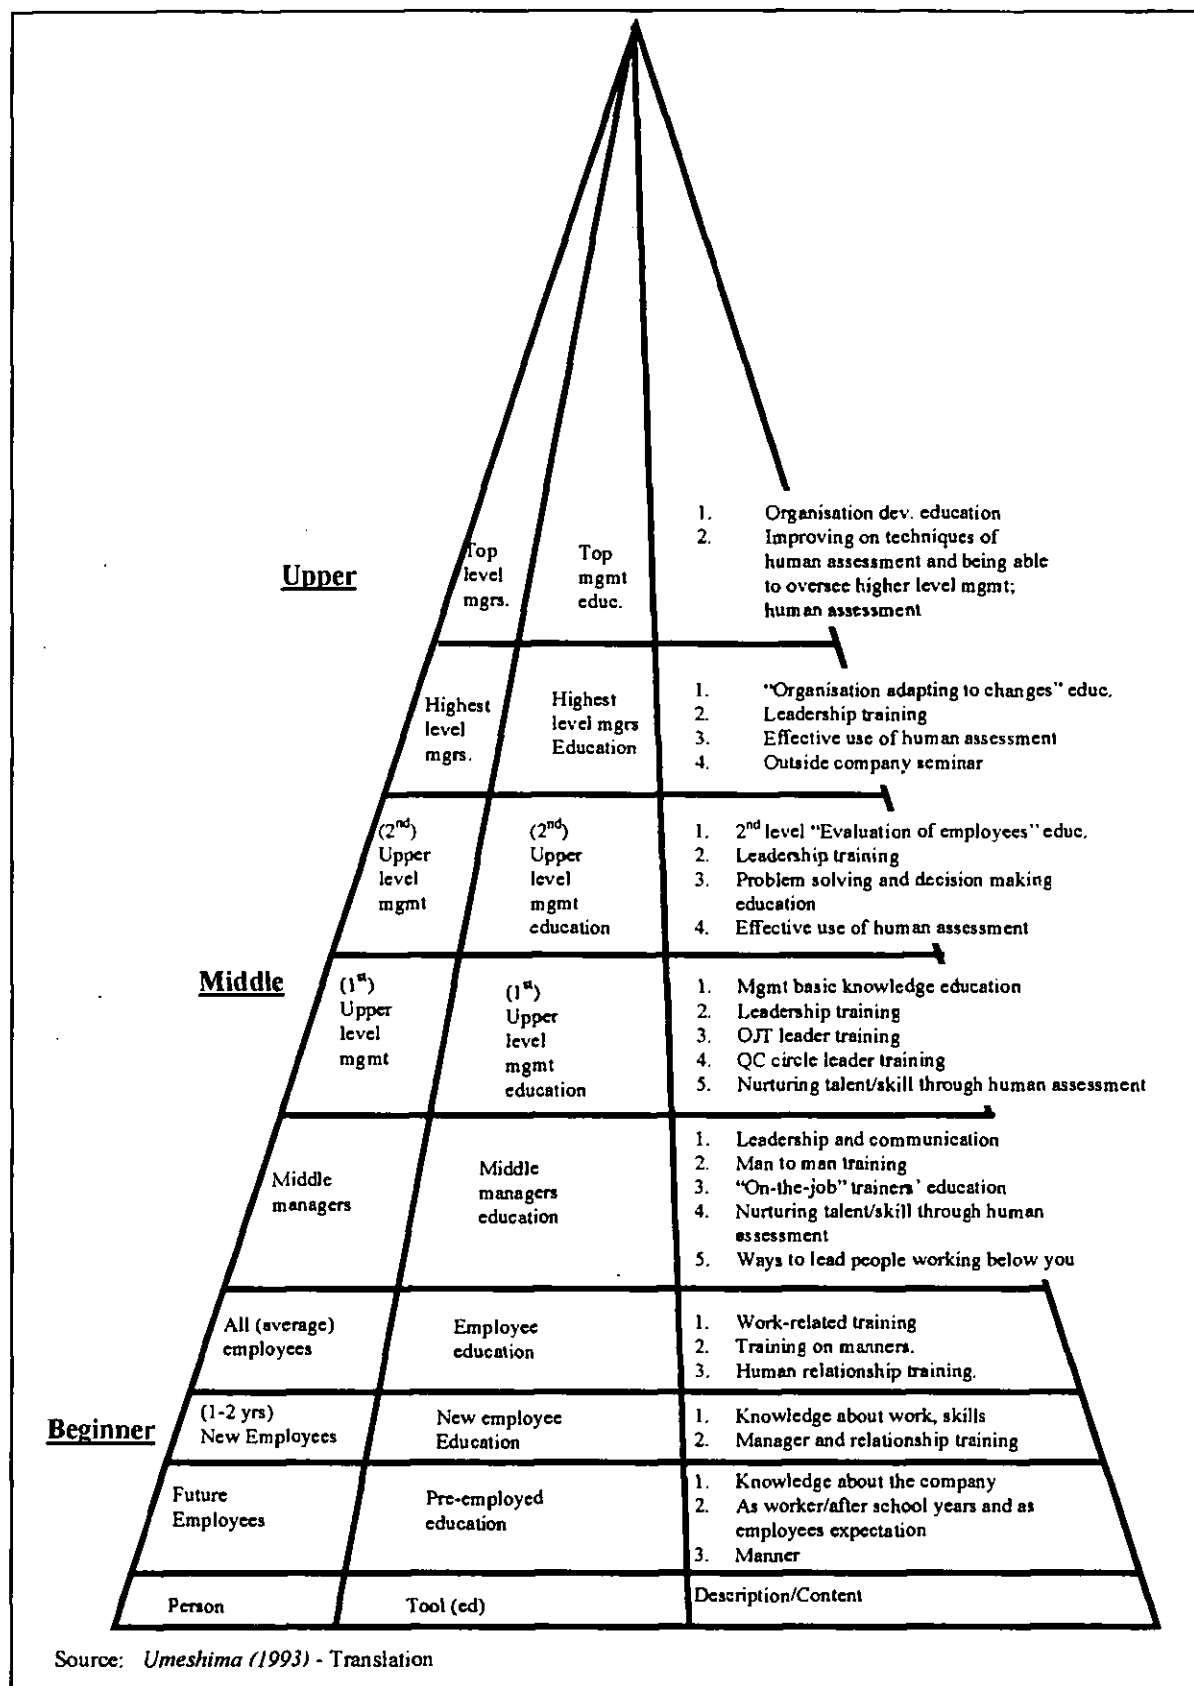 Upper
Top
level
mgrs.
Top
mgmt
educ.
1. Organisation dev. education
2. Improving on techniques of
human assessment and being able
to oversee higher level mgmt;
human assessment
Highest
level
mgrs.
Highest
level mgrs
Education
1. “Organisation adapting to changes” educ.
2. Leadership training
3. Effective use of human assessment
4. Outside company seminar
(2nd)
Upper
level
mgmt
(2nd)
Upper
level
mgmt
education
1. 2nd level “Evaluation of employees” educ.
2. Leadership training
3. Problem solving and decision making
education
4. Effective use of human assessment
Middle
(1st)
Upper
level
mgmt
(1st)
Upper
level
mgmt
education
1. Mgmt basic knowledge education
2. Leadership training
3. OJT leader training
4. QC circle leader training
5. Nurturing talent/skill through human assessment
Middle
managers
Middle
managers
education
1. Leadership and communication
2. Man to man training
3. “On-the-job” trainers’ education
4. Nurturing talent/skill through human
assessment
5. Ways to lead people working below you
All (average)
employees
Employee
education
1. Work-related training
2. Training on manners.
3. Human relationship training.
Beginner
(1-2 yrs)
New Employees
New employee
Education
1. Knowledge about work, skills
2. Manager and relationship training
Future
Employees
Pre-employed
education
1. Knowledge about the company
2. As worker/after school years and as
employees expectation
3. Manner
Person
Tool (ed)
Description/Content
Source: Umeshima (1993) - Translation